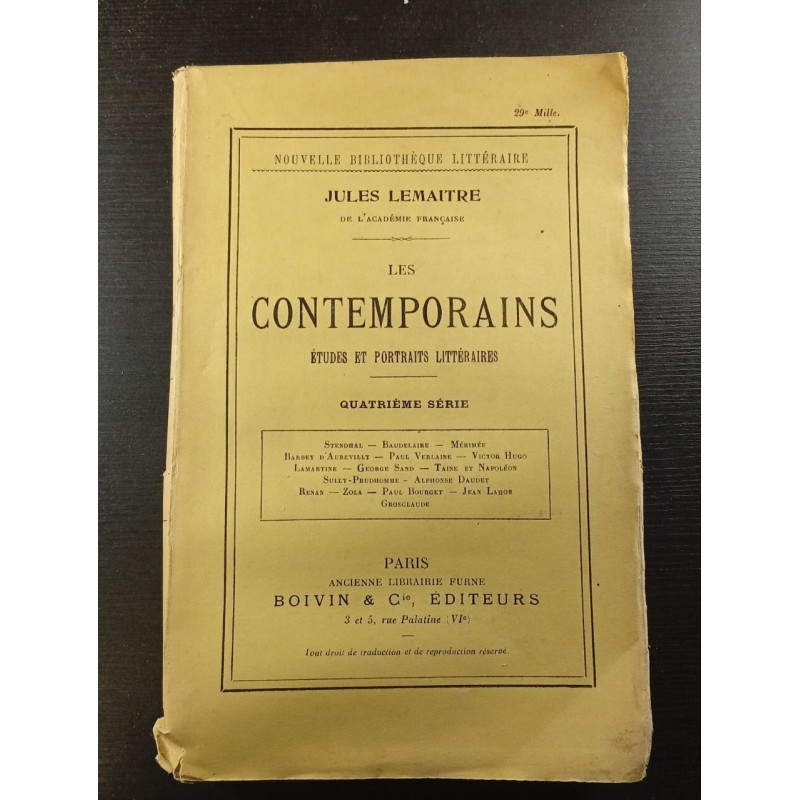 29e Mille.
NOUVELLE BIBLIOTHÈQUE LITTÉRAIRE
JULES LEMAITRE
DE L'ACADÉMIE FRANÇAISE
LES
CONTEMPORAINS
ÉTUDES ET PORTRAITS LITTÉRAIRES
QUATRIÈME SÉRIE
STENDHAL — BAUDELAIRE — MÉRIMÉE
BARBEY D'AUREVILLY — PAUL VERLAINE — VICTOR HUGO
LAMARTINE — GEORGE SAND — TAINE ET NAPOLÉON
SULLY-PRUDHOMME - ALPHONSE DAUDET
RENAN — ZOLA — PAUL BOURGET — JEAN LAHOR
GROSCLAUDE
PARIS
ANCIENNE LIBRAIRIE FURNE
BOIVIN & Cie, ÉDITEURS
3 et 5, rue Palatine (VIe)
Tout droit de traduction et de reproduction réservé.